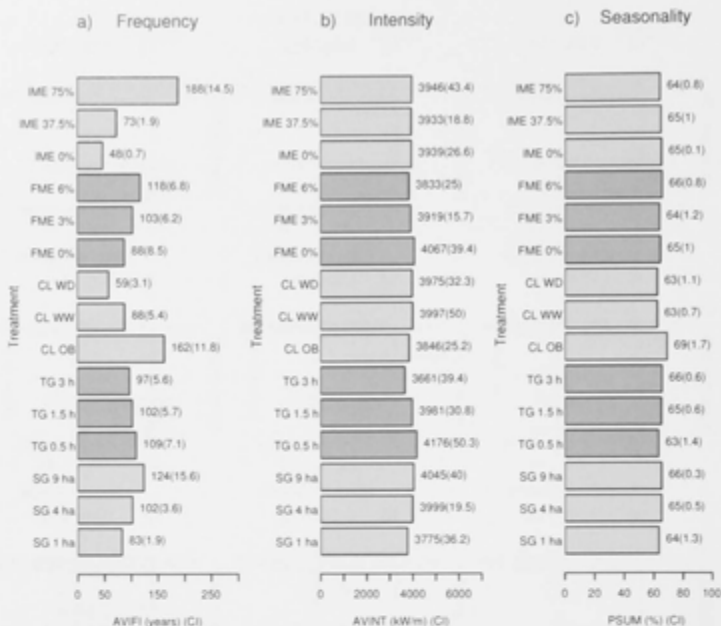 a) Frequency
IME 75% 188(14.5)
IME 37.5% 73(1.9)
IME 0% 48(0.7)
FME 6% 118(6.8)
FME 3% 103(6.2)
FME 0% 88(8.5)
CL WD 59(3.1)
CL WW 88(5.4)
CL OB 162(11.8)
TG 3 h 97(5.6)
TG 1.5 h 102(5.7)
TG 0.5 h 109(7.1)
SG 9 ha 124(15.6)
SG 4 ha 102(3.6)
SG 1 ha 83(1.9)
Treatment
0 50 150 250
AVIFI (years) (CI)
b) Intensity
IME 75% 3946(43.4)
IME 37.5% 3933(18.8)
IME 0% 3939(26.6)
FME 6% 3833(25)
FME 3% 3919(15.7)
FME 0% 4067(39.4)
CL WD 3975(32.3)
CL WW 3997(50)
CL OB 3846(25.2)
TG 3 h 3661(39.4)
TG 1.5 h 3981(30.8)
TG 0.5 h 4176(50.3)
SG 9 ha 4045(40)
SG 4 ha 3999(19.5)
SG 1 ha 3775(36.2)
Treatment
0 2000 4000 6000
AVINT (kW/m) (CI)
c) Seasonality
IME 75% 64(0.8)
IME 37.5% 65(1)
IME 0% 65(0.1)
FME 6% 66(0.8)
FME 3% 64(1.2)
FME 0% 65(1)
CL WD 63(1.1)
CL WW 63(0.7)
CL OB 69(1.7)
TG 3 h 66(0.6)
TG 1.5 h 65(0.6)
TG 0.5 h 63(1.4)
SG 9 ha 66(0.3)
SG 4 ha 65(0.5)
SG 1 ha 64(1.3)
Treatment
0 20 40 60 80 100
PSUM (%) (CI)